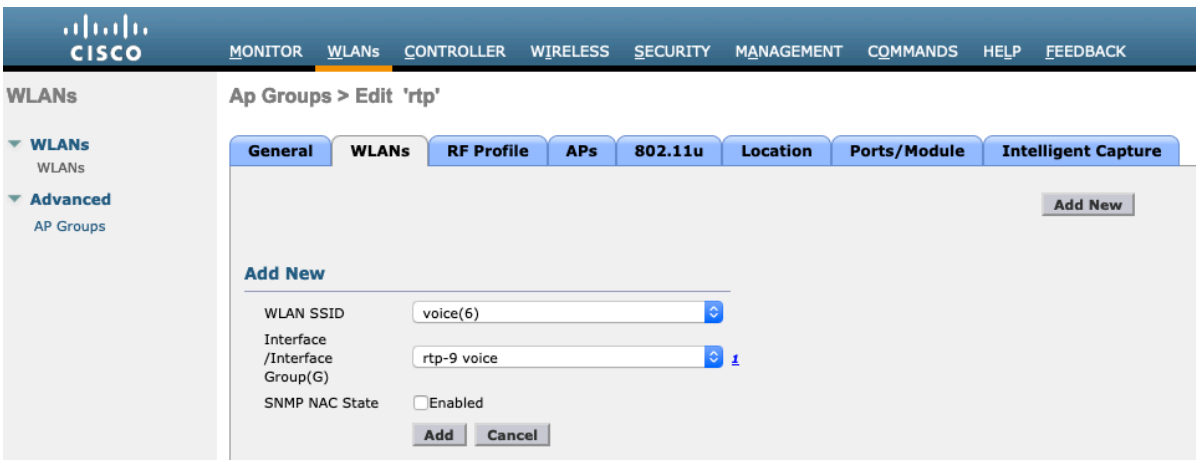 CISCO
MONITOR WLANs CONTROLLER WIRELESS SECURITY MANAGEMENT COMMANDS HELP FEEDBACK
WLANs
Ap Groups > Edit 'rtp'
WLANs
WLANs
Advanced
AP Groups
General WLANs RF Profile APs 802.11u Location Ports/Module Intelligent Capture
Add New
Add New
WLAN SSID voice(6)
Interface
/Interface
Group(G)
rtp-9 voice 1
SNMP NAC State Enabled
Add Cancel